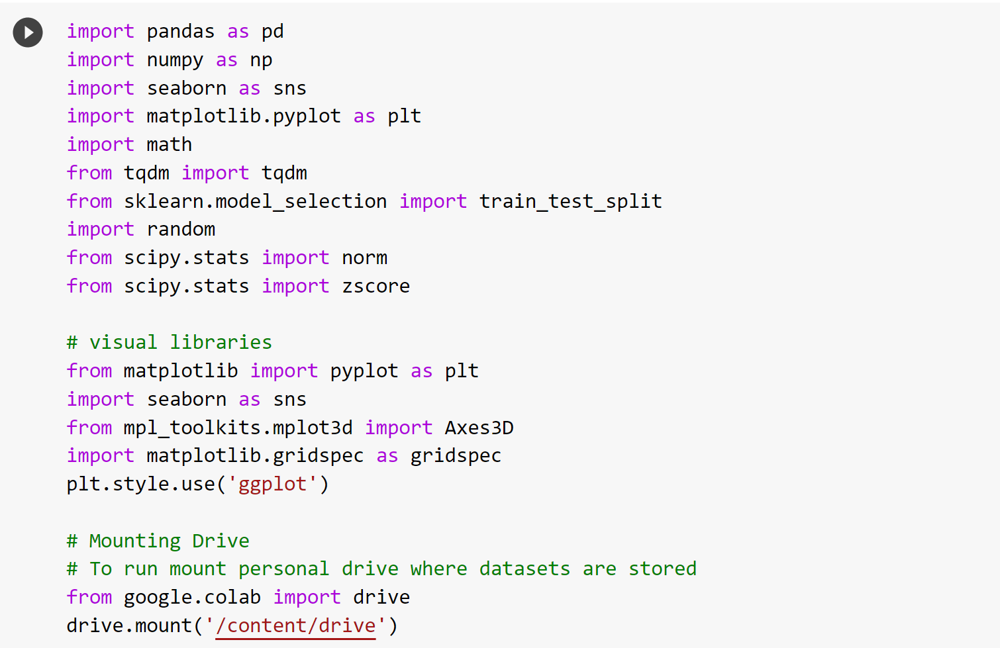 import pandas as pd
import numpy as np
import seaborn as sns
import matplotlib.pyplot as plt
import math
from tqdm import tqdm
from sklearn.model_selection import train_test_split
import random
from scipy.stats import norm
from scipy.stats import zscore

# visual libraries
from matplotlib import pyplot as plt
import seaborn as sns
from mpl_toolkits.mplot3d import Axes3D
import matplotlib.gridspec as gridspec
plt.style.use('ggplot')

# Mounting Drive
# To run mount personal drive where datasets are stored
from google.colab import drive
drive.mount('/content/drive')